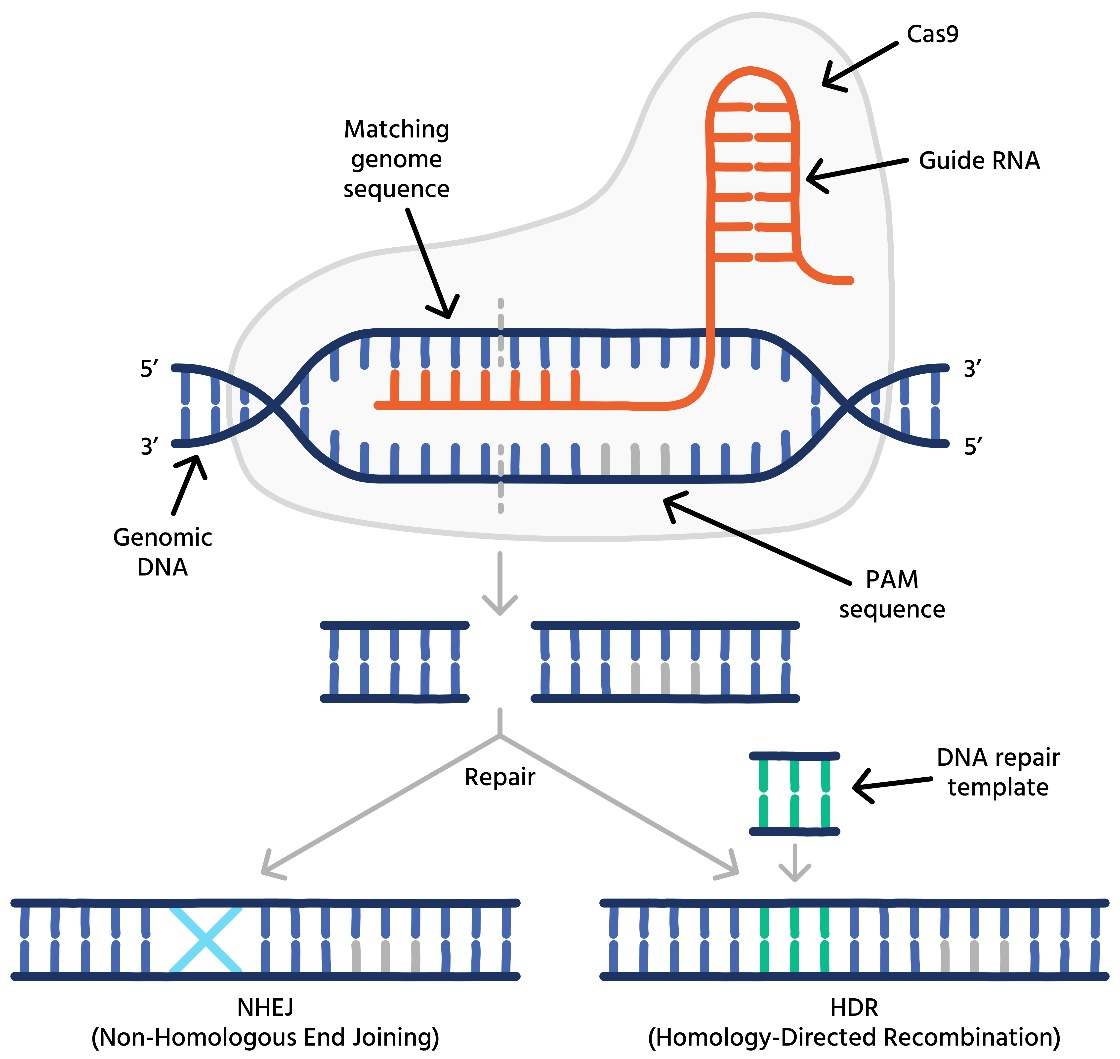 Cas9
Matching
genome
sequence
Guide RNA
5′
3′
3′
5′
Genomic
DNA
PAM
sequence
Repair
DNA repair
template
NHEJ
(Non-Homologous End Joining)
HDR
(Homology-Directed Recombination)